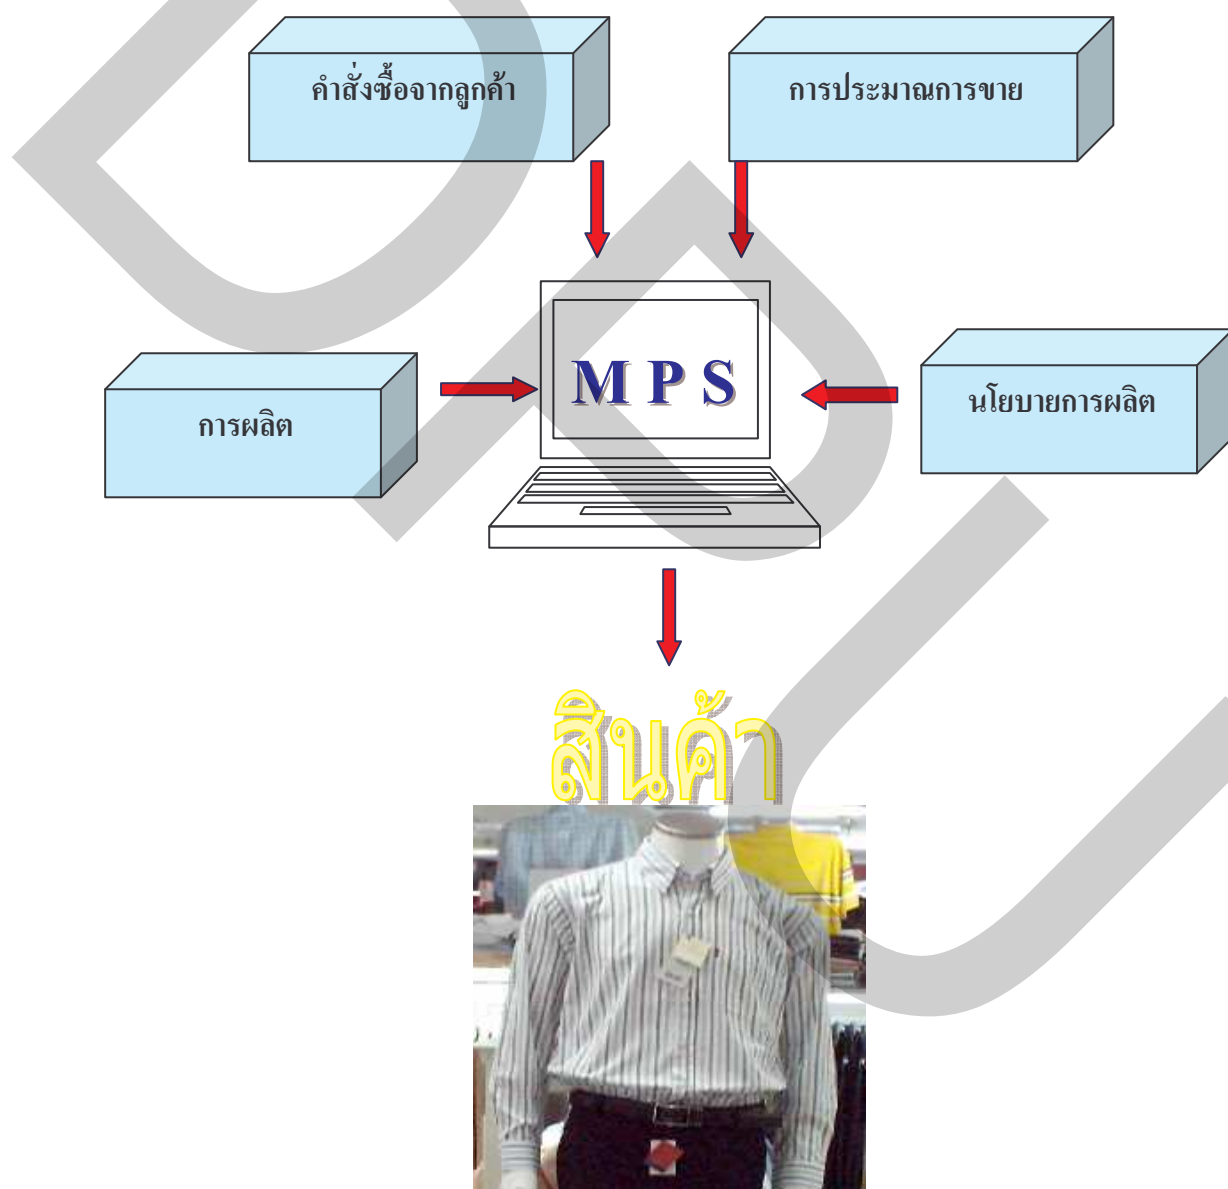 คำสั่งซื้อจากลูกค้า
การประมาณการขาย
M P S
การผลิต
นโยบายการผลิต
สินค้า